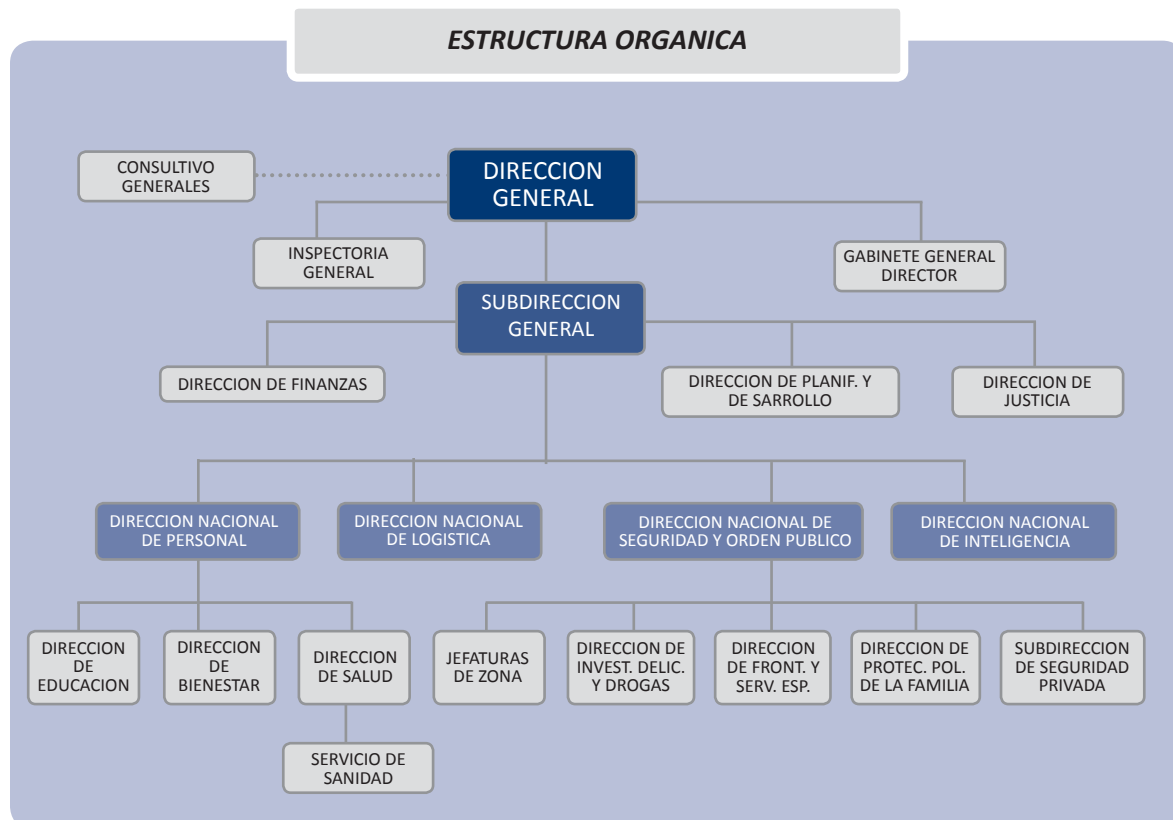 ESTRUCTURA ORGANICA
CONSULTIVO
GENERALES
DIRECCION
GENERAL
INSPECTORIA
GENERAL
GABINETE GENERAL
DIRECTOR
SUBDIRECCION
GENERAL
DIRECCION DE FINANZAS
DIRECCION DE PLANIF. Y
DE SARROLLO
DIRECCION DE
JUSTICIA
DIRECCION NACIONAL
DE PERSONAL
DIRECCION NACIONAL
DE LOGISTICA
DIRECCION NACIONAL DE
SEGURIDAD Y ORDEN PUBLICO
DIRECCION NACIONAL
DE INTELIGENCIA
DIRECCION
DE
EDUCACION
DIRECCION
DE
BIENESTAR
DIRECCION
DE SALUD
JEFATURAS
DE ZONA
DIRECCION DE
INVEST. DELIC.
Y DROGAS
DIRECCION
DE FRONT. Y
SERV. ESP.
DIRECCION DE
PROTEC. POL.
DE LA FAMILIA
SUBDIRECCION
DE SEGURIDAD
PRIVADA
SERVICIO DE
SANIDAD